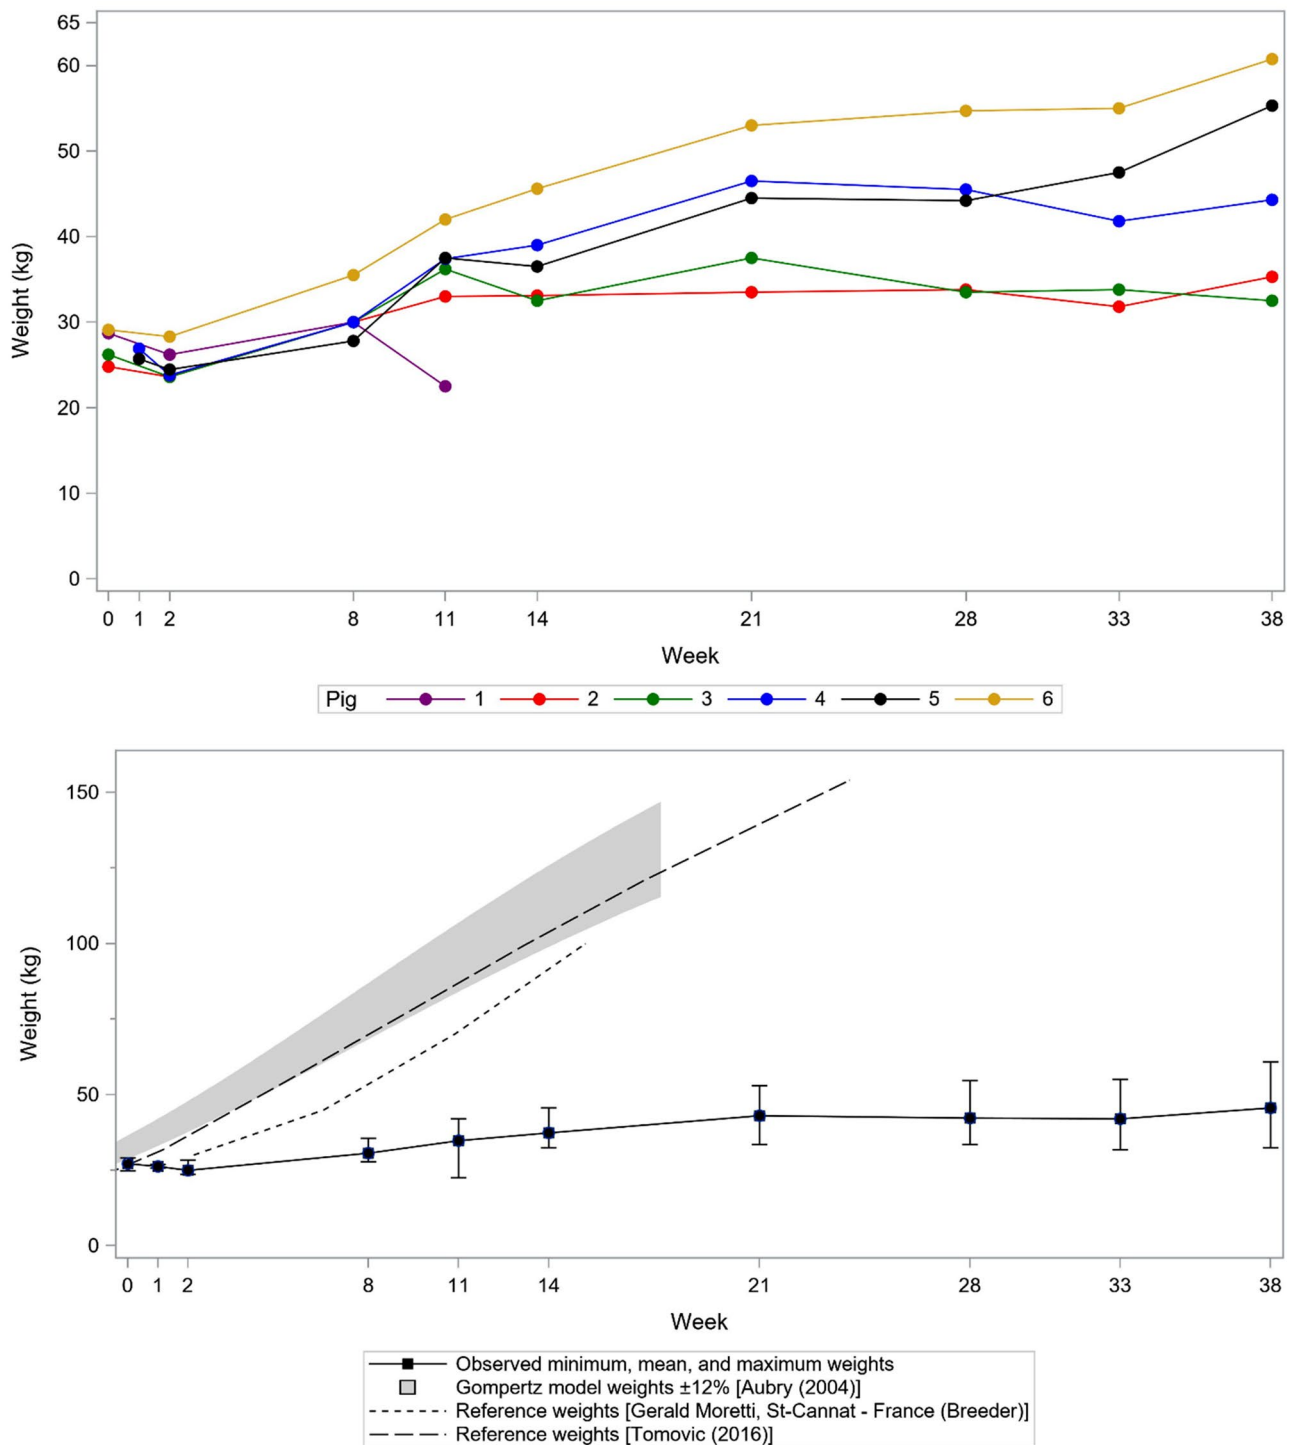 65
60
50
40
30
20
10
0
Weight (kg)
0 1 2 8 11 14 21 28 33 38
Week
Pig 1 2 3 4 5 6
150
100
50
0
Weight (kg)
0 1 2 8 11 14 21 28 33 38
Week
Observed minimum, mean, and maximum weights
Gompertz model weights ±12% [Aubry (2004)]
Reference weights [Gerald Moretti, St-Cannat - France (Breeder)]
Reference weights [Tomovic (2016)]